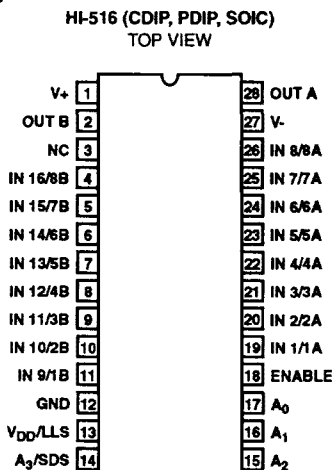 HI-516 (CDIP, PDIP, SOIC)
TOP VIEW
V+ 1 28 OUT A
OUT B 2 27 V-
NC 3 26 IN 8/8A
IN 16/8B 4 25 IN 7/7A
IN 15/7B 5 24 IN 6/6A
IN 14/6B 6 23 IN 5/5A
IN 13/5B 7 22 IN 4/4A
IN 12/4B 8 21 IN 3/3A
IN 11/3B 9 20 IN 2/2A
IN 10/2B 10 19 IN 1/1A
IN 9/1B 11 18 ENABLE
GND 12 17 A0
VDD/LLS 13 16 A1
A3/SDS 14 15 A2